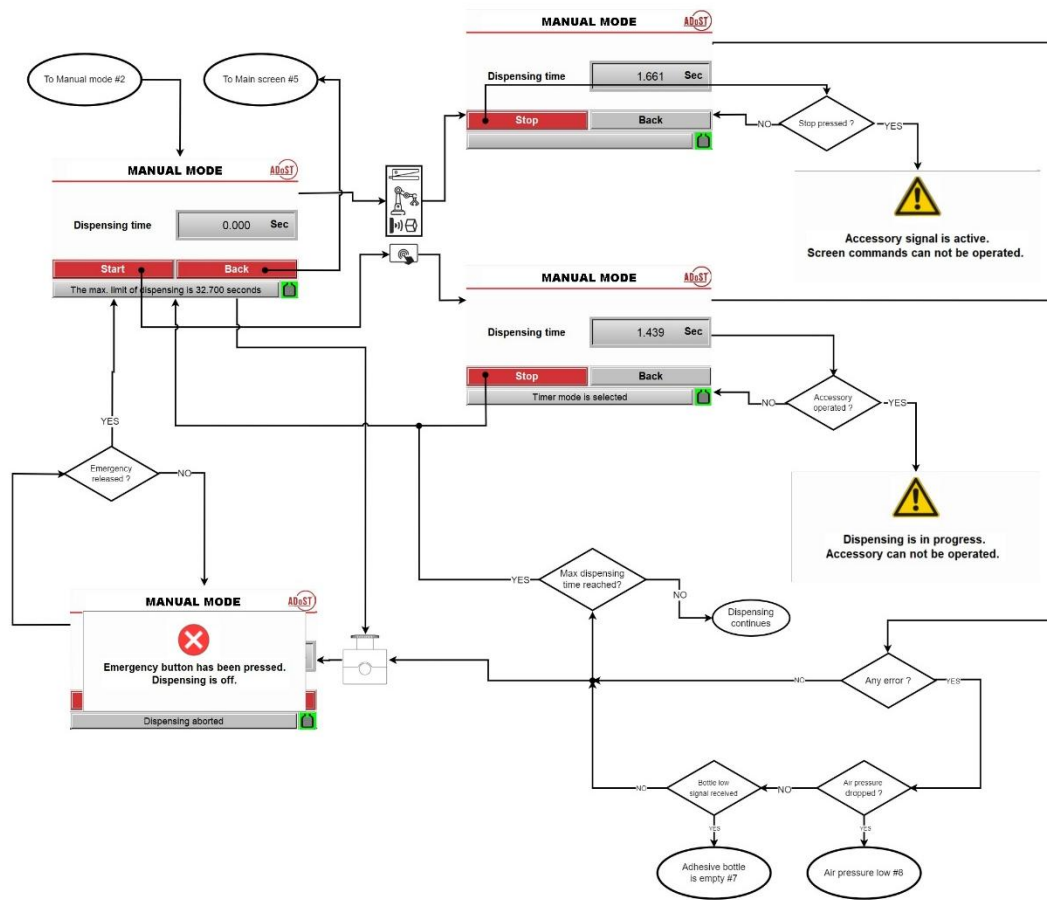 MANUAL MODE
ADoST
To Manual mode #2
To Main screen #5
Dispensing time
1.661 Sec
Stop
Back
Stop pressed ?
NO
YES
MANUAL MODE
ADoST
Dispensing time
0.000 Sec
Start
Back
The max. limit of dispensing is 32.700 seconds
Accessory signal is active.
Screen commands can not be operated.
MANUAL MODE
ADoST
Dispensing time
1.439 Sec
Stop
Back
Timer mode is selected
Accessory
operated ?
NO
YES
YES
Emergency
released ?
NO
Dispensing is in progress.
Accessory can not be operated.
Max dispensing
time reached?
YES
NO
Dispensing
continues
MANUAL MODE
ADoST
Emergency button has been pressed.
Dispensing is off.
Dispensing aborted
Any error ?
NO
YES
Bottle low
signal received
NO
Air pressure
dropped ?
NO
YES
YES
Adhesive bottle
is empty #7
Air pressure low #8